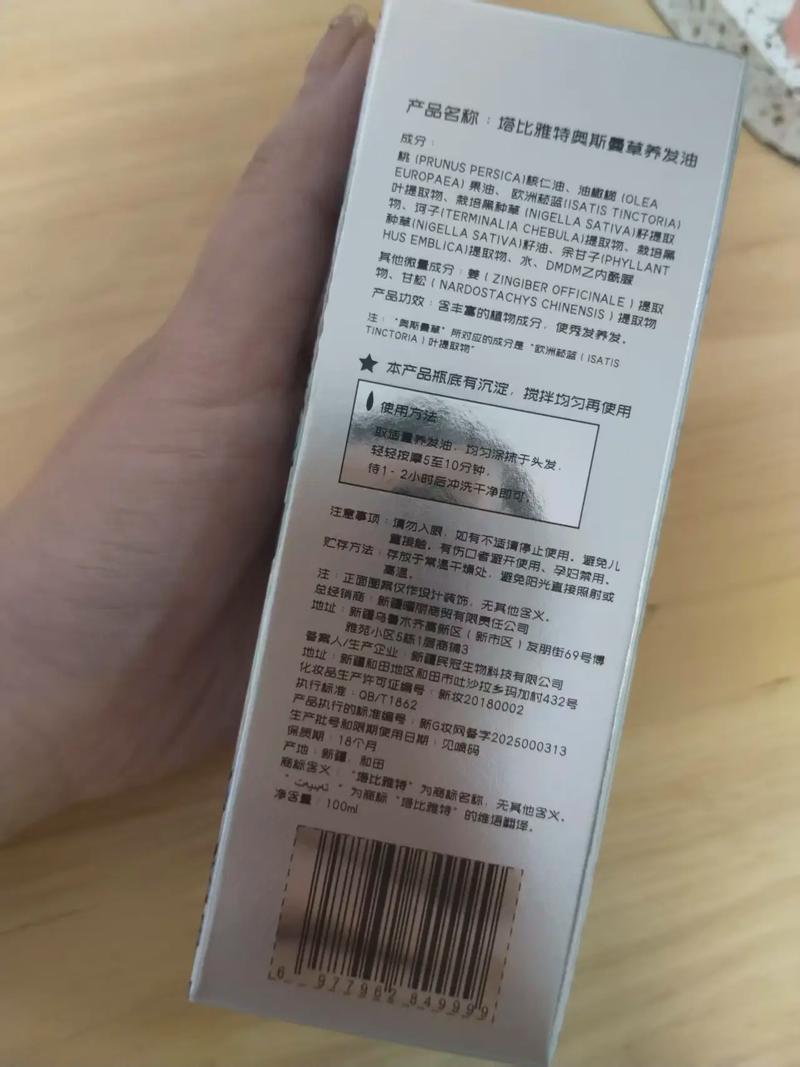 产品名称：塔比雅特奥斯曼草养发油
成分：
桃 (PRUNUS PERSICA)核仁油、油橄榄 (OLEA
EUROPAEA) 果油、欧洲菘蓝(ISATIS TINCTORIA)
叶提取物、栽培黑种草 (NIGELLA SATIVA)籽提取
物、诃子(TERMINALIA CHEBULA)提取物、栽培黑
种草(NIGELLA SATIVA)籽油、余甘子(PHYLLANT
HUS EMBLICA)提取物、水、DMDM乙内酰脲
其他微量成分：姜 ( ZINGIBER OFFICINALE ) 提取
物、甘松 ( NARDOSTACHYS CHINENSIS ) 提取物
产品功效：含丰富的植物成分，使秀发养发。
注："奥斯曼草"所对应的成分是"欧洲菘蓝 ( ISATIS
TINCTORIA ) 叶提取物"
★ 本产品瓶底有沉淀，搅拌均匀再使用
使用方法
取适量养发油，均匀涂抹于头发，
轻轻按摩5至10分钟，
待1-2小时后冲洗干净即可。
注意事项：请勿入眼，如有不适请停止使用。避免儿
童接触。有伤口者避开使用、孕妇禁用。
贮存方法：存放于常温干燥处，避免阳光直接照射或
高温。
注：正面图案仅作设计装饰，无其他含义。
总经销商：新疆曙丽商贸有限责任公司
地址：新疆乌鲁木齐高新区（新市区）友朋街69号博
雅苑小区5栋1层商铺3
备案人/生产企业：新疆民冠生物科技有限公司
地址：新疆和田地区和田市吐沙拉乡玛加村432号
化妆品生产许可证编号：新妆20180002
执行标准：QB/T1862
产品执行的标准编号：新G妆网备字2025000313
生产批号和限期使用日期：见喷码
保质期：18个月
产地：新疆，和田
商标含义："塔比雅特"为商标名称，无其他含义。
" " 为商标"塔比雅特"的维语翻译。
净含量：100ml
6 977962 849999